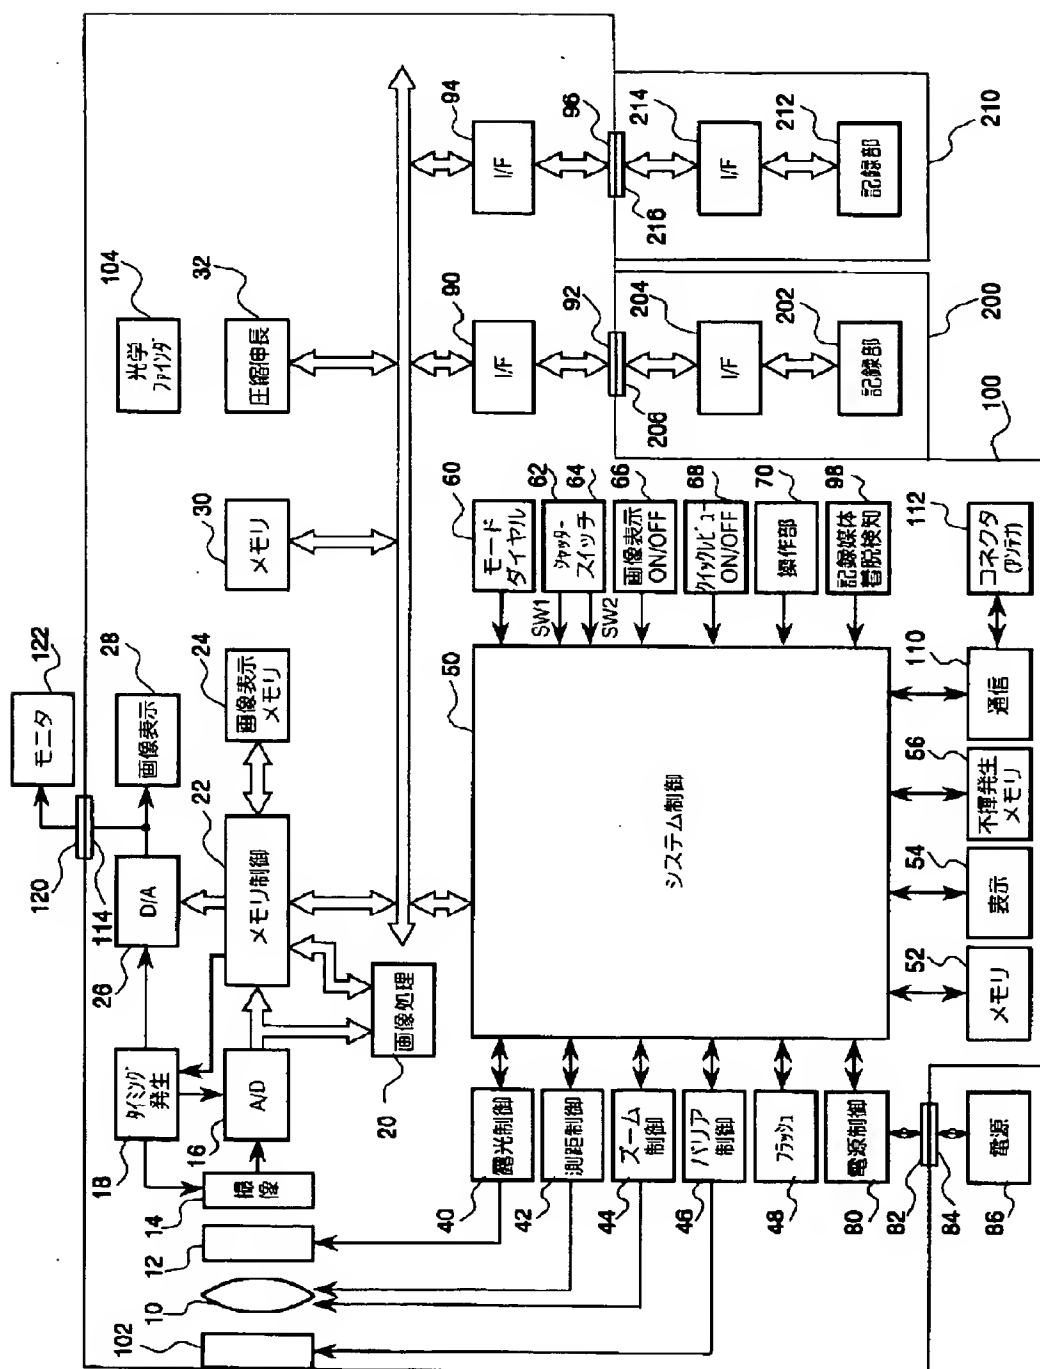 102
10
12
14
撮像
18
タイミング
発生
16
A/D
26
D/A
120
114
モニタ
122
画像表示
28
メモリ制御
22
画像表示
メモリ
24
画像処理
20
メモリ
30
圧縮伸長
32
光学
ファインダ
104
I/F
90
I/F
94
92
206
96
216
I/F
204
I/F
214
記録部
202
記録部
212
200
210
100
露光制御
40
測距制御
42
ズーム
制御
44
バリア
制御
46
フラッシュ
48
電源制御
80
82
84
電源
86
システム制御
50
モード
ダイヤル
60
シャッター
スイッチ
62
64
SW1
SW2
画像表示
ON/OFF
66
クイックレビュー
ON/OFF
68
操作部
70
記録媒体
着脱検知
98
メモリ
52
表示
54
不揮発生
メモリ
56
通信
110
コネクタ
(アンテナ)
112